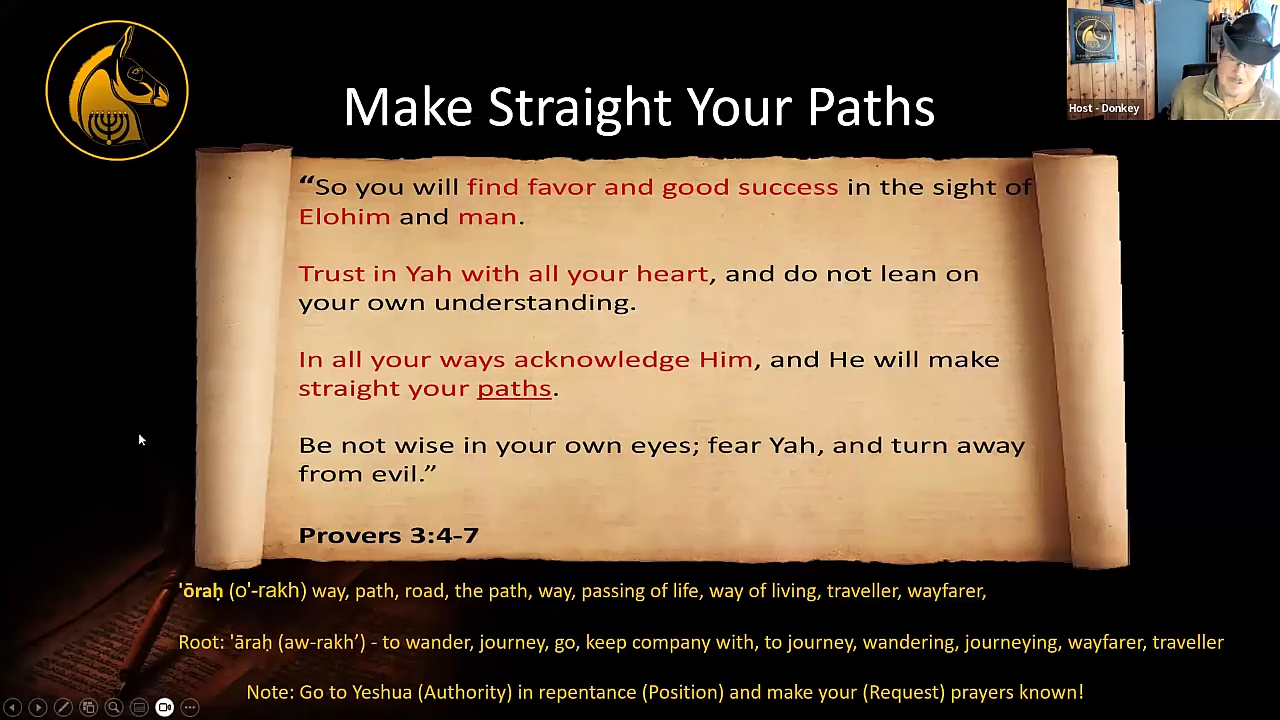 Host - Donkey
Make Straight Your Paths
“So you will find favor and good success in the sight of
Elohim and man.
Trust in Yah with all your heart, and do not lean on
your own understanding.
In all your ways acknowledge Him, and He will make
straight your paths.
Be not wise in your own eyes; fear Yah, and turn away
from evil.”
Provers 3:4-7
'ōraḥ (o'-rakh) way, path, road, the path, way, passing of life, way of living, traveller, wayfarer,
Root: 'āraḥ (aw-rakh’) - to wander, journey, go, keep company with, to journey, wandering, journeying, wayfarer, traveller
Note: Go to Yeshua (Authority) in repentance (Position) and make your (Request) prayers known!